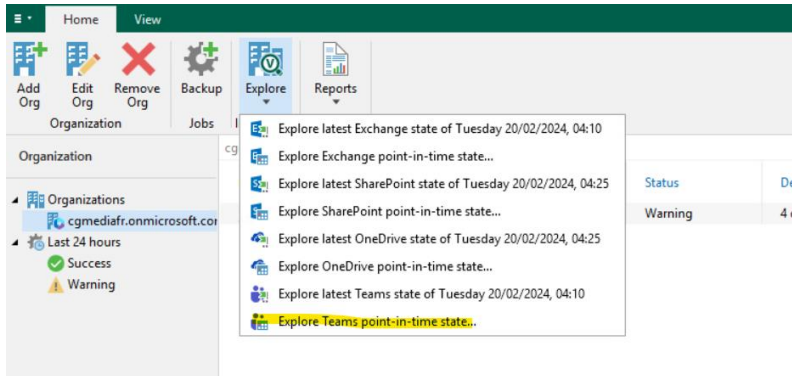 Home View
Add Org
Edit Org
Remove Org
Backup
Explore
Reports
Organization
Jobs
Organization
Organizations
cgmediafr.onmicrosoft.cor
Last 24 hours
Success
Warning
Explore latest Exchange state of Tuesday 20/02/2024, 04:10
Explore Exchange point-in-time state...
Explore latest SharePoint state of Tuesday 20/02/2024, 04:25
Explore SharePoint point-in-time state...
Explore latest OneDrive state of Tuesday 20/02/2024, 04:25
Explore OneDrive point-in-time state...
Explore latest Teams state of Tuesday 20/02/2024, 04:10
Explore Teams point-in-time state...
cg
Status
De
Warning
4